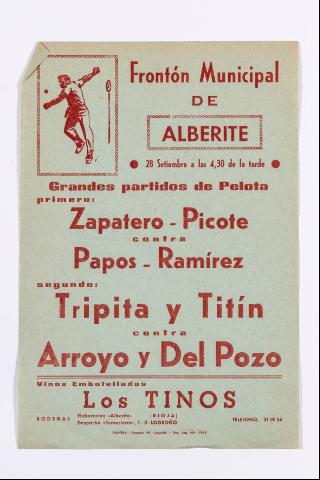 Frontón Municipal
DE
ALBERITE
28 Setiembre a las 4,30 de la tarde
Grandes partidos de Pelota
primero:
Zapatero - Picote
contra
Papos - Ramírez
segundo:
Tripita y Titín
contra
Arroyo y Del Pozo
Vinos Embotellados
Los TINOS
BODEGAS Elaboración «Alberite» (RIOJA) TELEFONO, 21 19 56
Despacho 1 - 3 - LOGROÑO